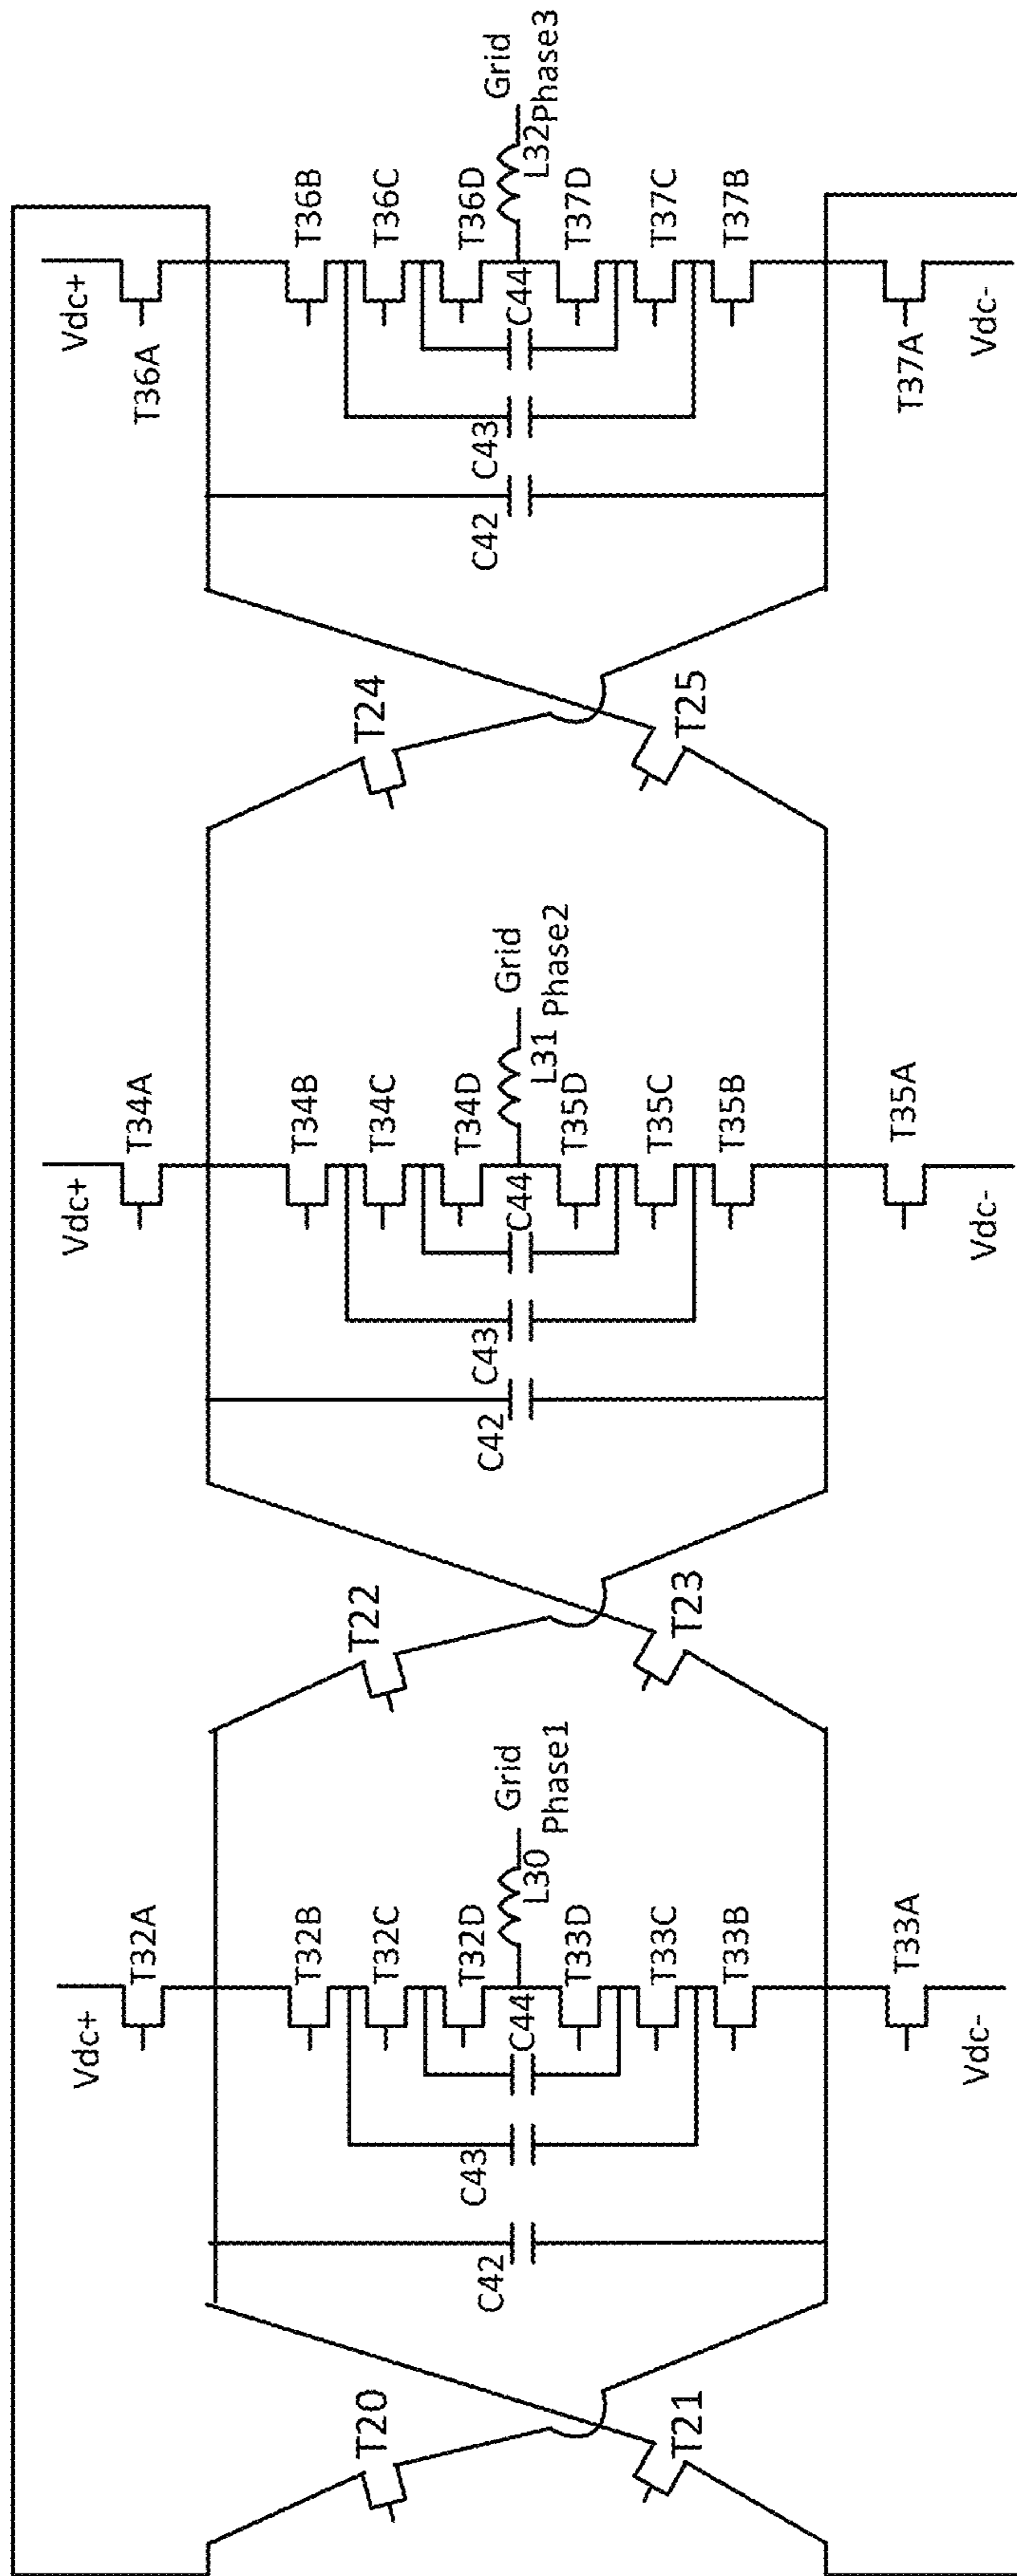 Vdc+
T32A
T32B
T32C
T32D
C44
C43
C42
L30
Grid
Phase1
T33D
T33C
T33B
T33A
Vdc-
T20
T21
T22
T23
Vdc+
T34A
T34B
T34C
T34D
C44
C43
C42
L31
Grid
Phase2
T35D
T35C
T35B
T35A
Vdc-
T24
T25
Vdc+
T36A
T36B
T36C
T36D
C44
C43
C42
L32
Grid
Phase3
T37D
T37C
T37B
T37A
Vdc-